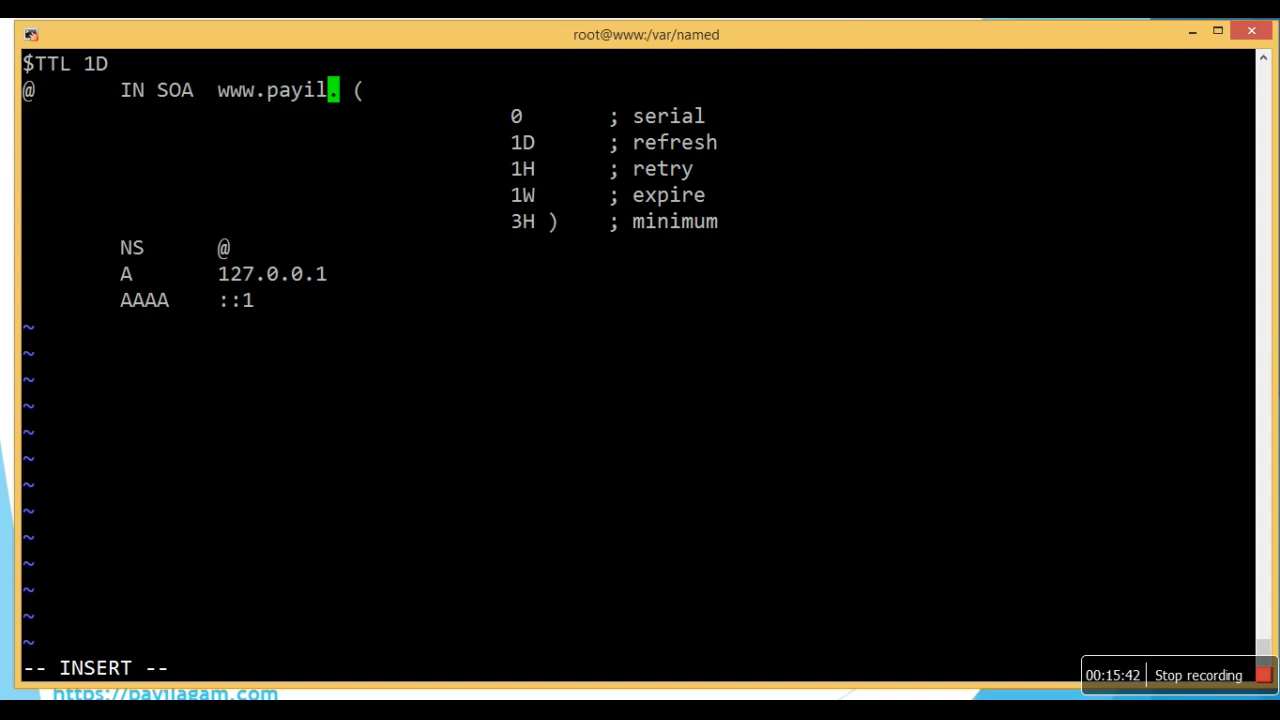 root@www:/var/named
$TTL 1D
@ IN SOA www.payil. (
0 ; serial
1D ; refresh
1H ; retry
1W ; expire
3H ) ; minimum
NS @
A 127.0.0.1
AAAA ::1
~
~
~
~
~
~
~
~
~
~
~
~
~
-- INSERT --
00:15:42 Stop recording
https://payilagam.com